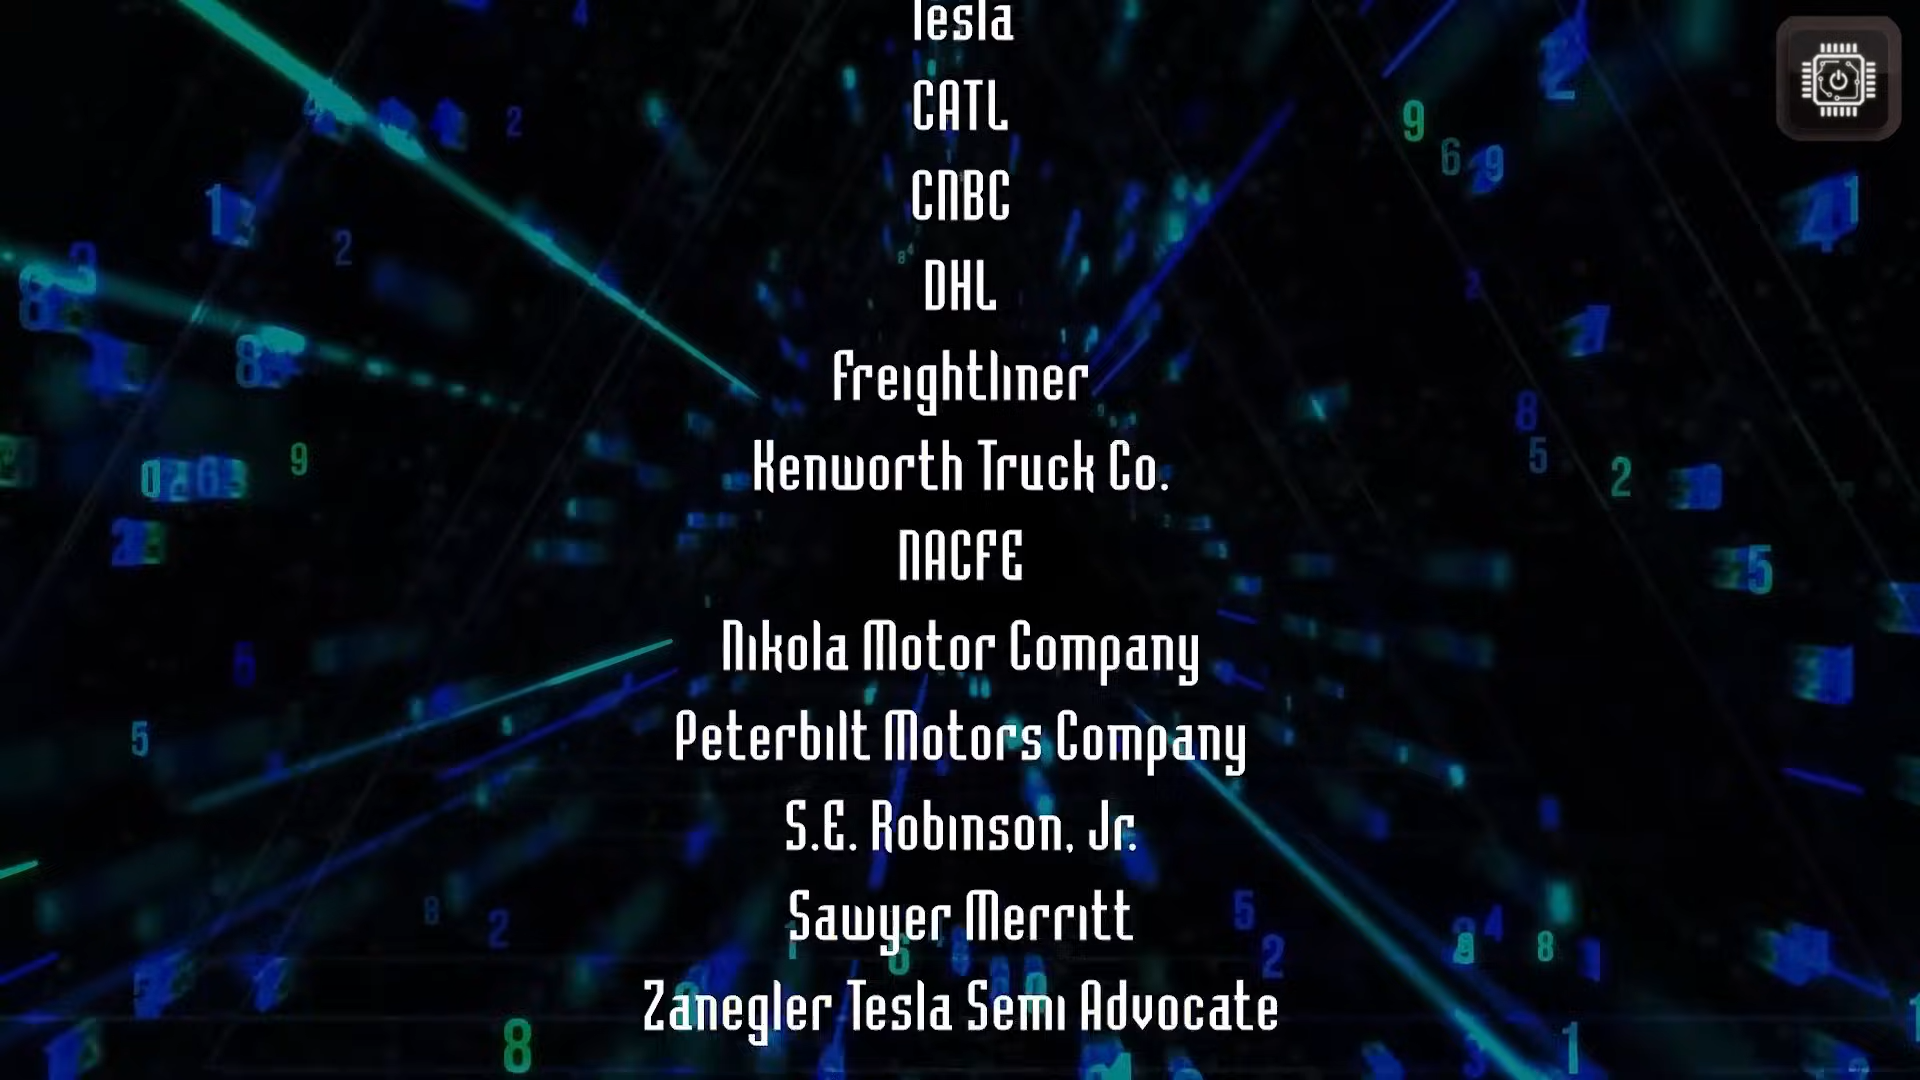 Tesla
CATL
CNBC
DHL
Freightliner
Kenworth Truck Co.
NACFE
Nikola Motor Company
Peterbilt Motors Company
S.E. Robinson, Jr.
Sawyer Merritt
Zanegler Tesla Semi Advocate